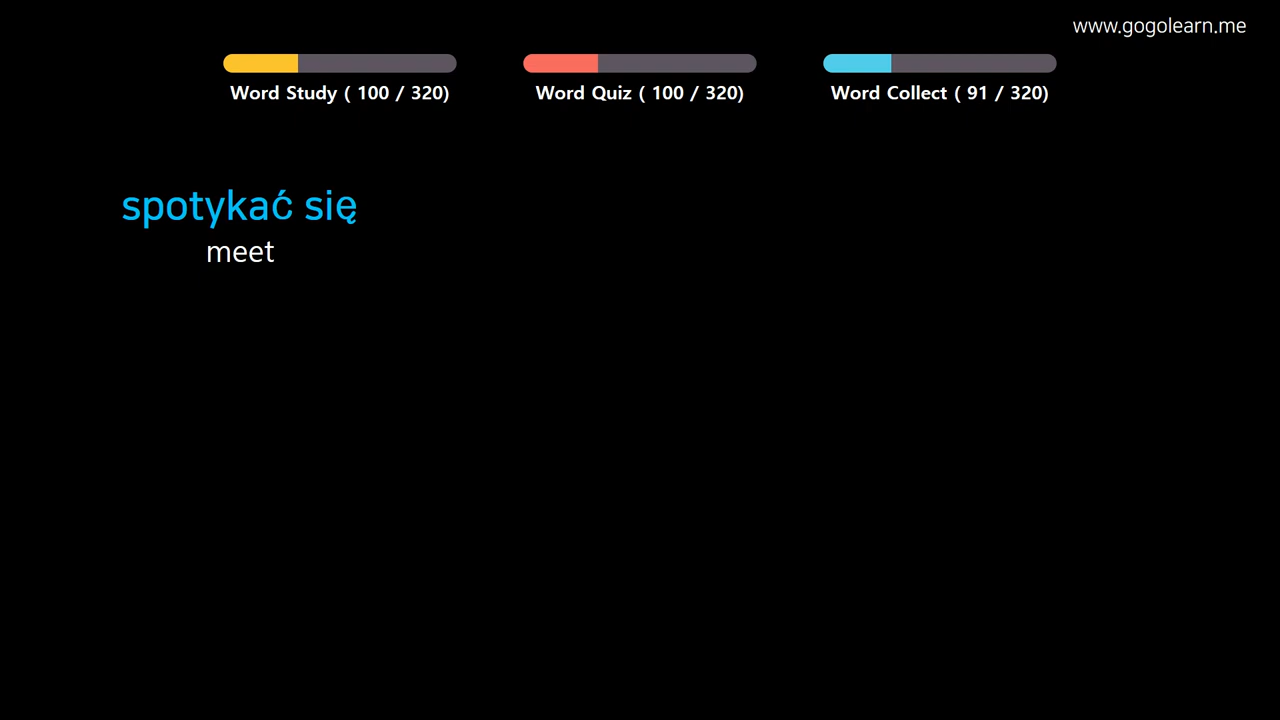 www.gogolearn.me
Word Study ( 100 / 320)
Word Quiz ( 100 / 320)
Word Collect ( 91 / 320)
spotykać się
meet